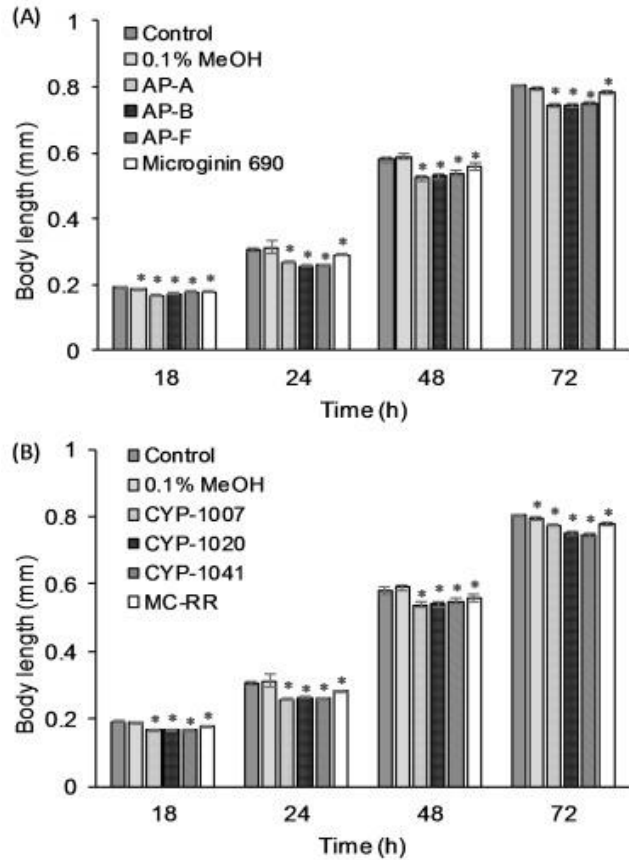 (A)
1
0.8
0.6
0.4
0.2
0
Body length (mm)
Control
0.1% MeOH
AP-A
AP-B
AP-F
Microginin 690
* * * * *
* * * *
* * * *
* * * *
18 24 48 72
Time (h)
(B)
1
0.8
0.6
0.4
0.2
0
Body length (mm)
Control
0.1% MeOH
CYP-1007
CYP-1020
CYP-1041
MC-RR
* * * *
* * * *
* * * *
* * * * *
18 24 48 72
Time (h)